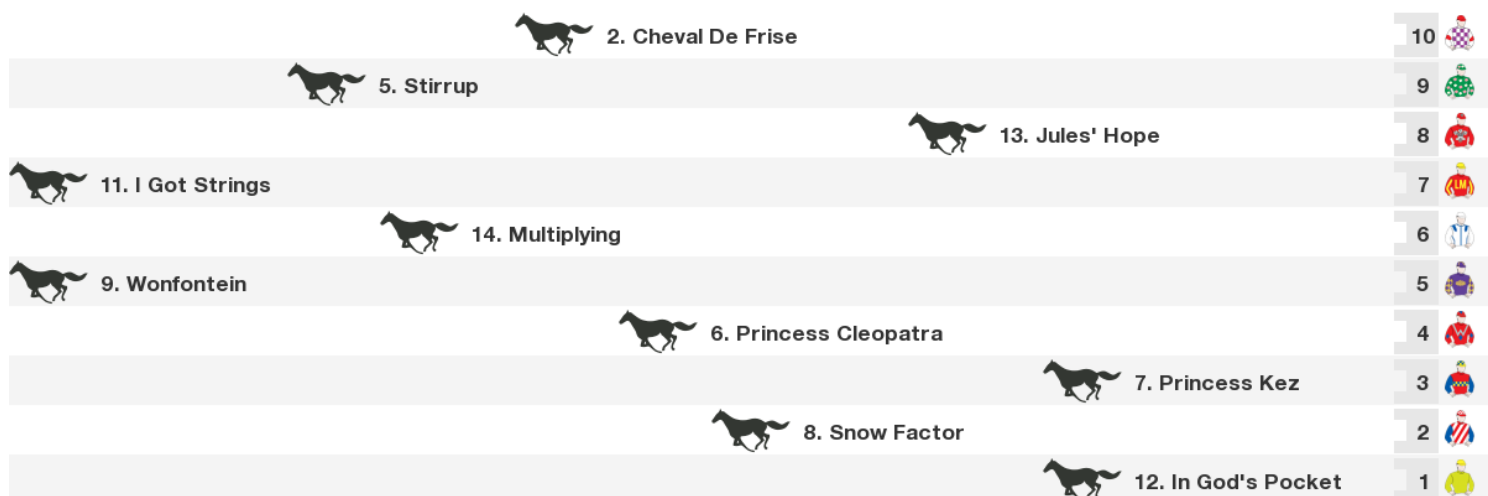 2. Cheval De Frise 10
5. Stirrup 9
13. Jules' Hope 8
11. I Got Strings 7
LM
14. Multiplying 6
9. Wonfontein 5
6. Princess Cleopatra 4
7. Princess Kez 3
8. Snow Factor 2
12. In God's Pocket 1